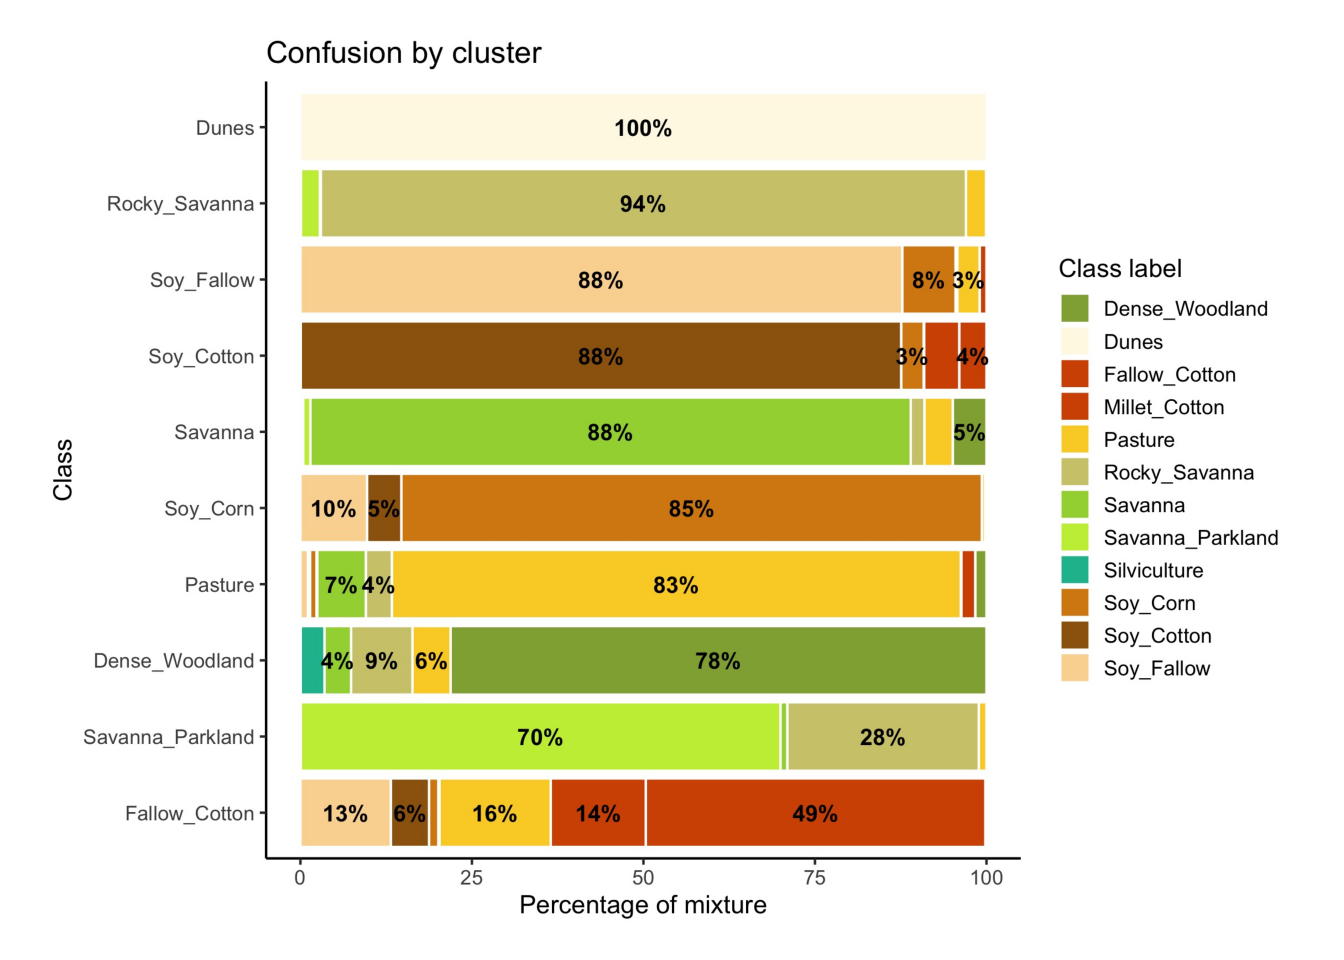 Confusion by cluster
Class
Dunes
100%
Rocky_Savanna
94%
Soy_Fallow
88% 8% 3%
Soy_Cotton
88% 3% 4%
Savanna
88% 5%
Soy_Corn
10% 5% 85%
Pasture
7% 4% 83%
Dense_Woodland
4% 9% 6% 78%
Savanna_Parkland
70% 28%
Fallow_Cotton
13% 6% 16% 14% 49%
0 25 50 75 100
Percentage of mixture
Class label
Dense_Woodland
Dunes
Fallow_Cotton
Millet_Cotton
Pasture
Rocky_Savanna
Savanna
Savanna_Parkland
Silviculture
Soy_Corn
Soy_Cotton
Soy_Fallow